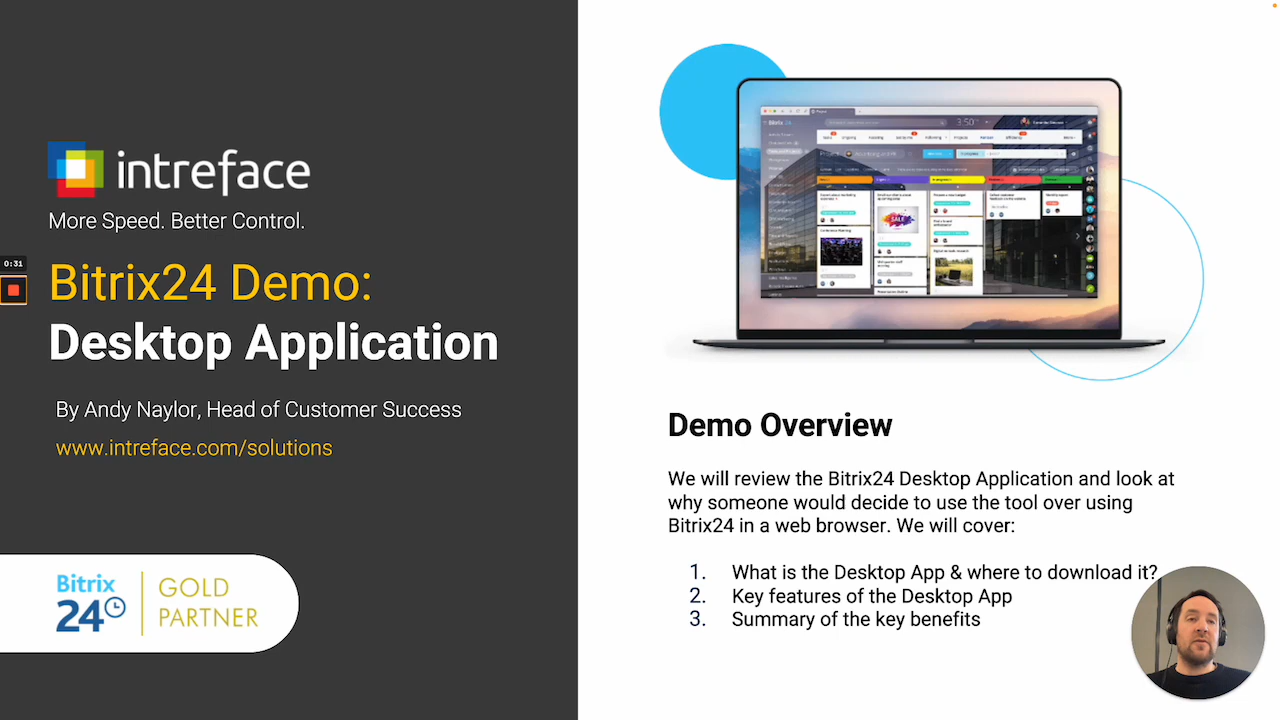 intreface
More Speed. Better Control.
0:31
Bitrix24 Demo:
Desktop Application
By Andy Naylor, Head of Customer Success
www.intreface.com/solutions
Bitrix
24
GOLD
PARTNER
3:50
SALE
Demo Overview
We will review the Bitrix24 Desktop Application and look at
why someone would decide to use the tool over using
Bitrix24 in a web browser. We will cover:
1. What is the Desktop App & where to download it?
2. Key features of the Desktop App
3. Summary of the key benefits